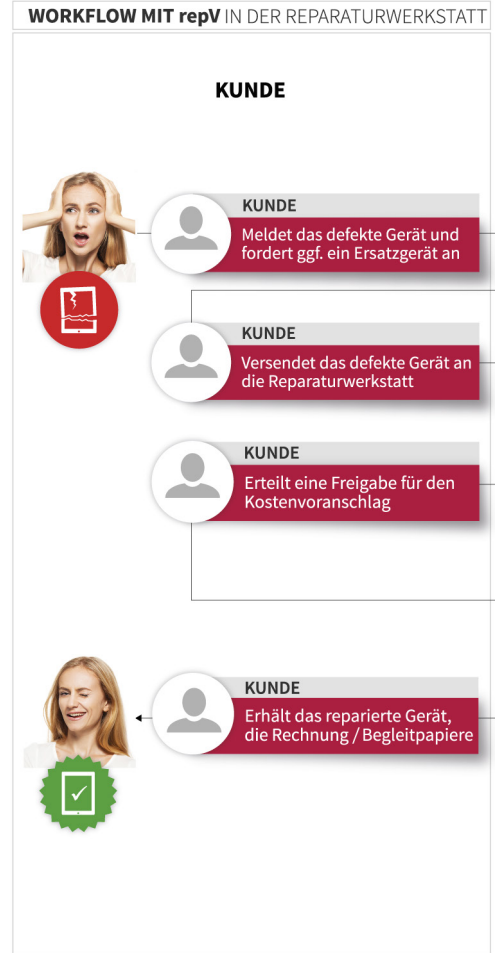 WORKFLOW MIT repV IN DER REPARATURWERKSTATT
KUNDE
KUNDE
Meldet das defekte Gerät und
fordert ggf. ein Ersatzgerät an
KUNDE
Versendet das defekte Gerät an
die Reparaturwerkstatt
KUNDE
Erteilt eine Freigabe für den
Kostenvoranschlag
KUNDE
Erhält das reparierte Gerät,
die Rechnung / Begleitpapiere